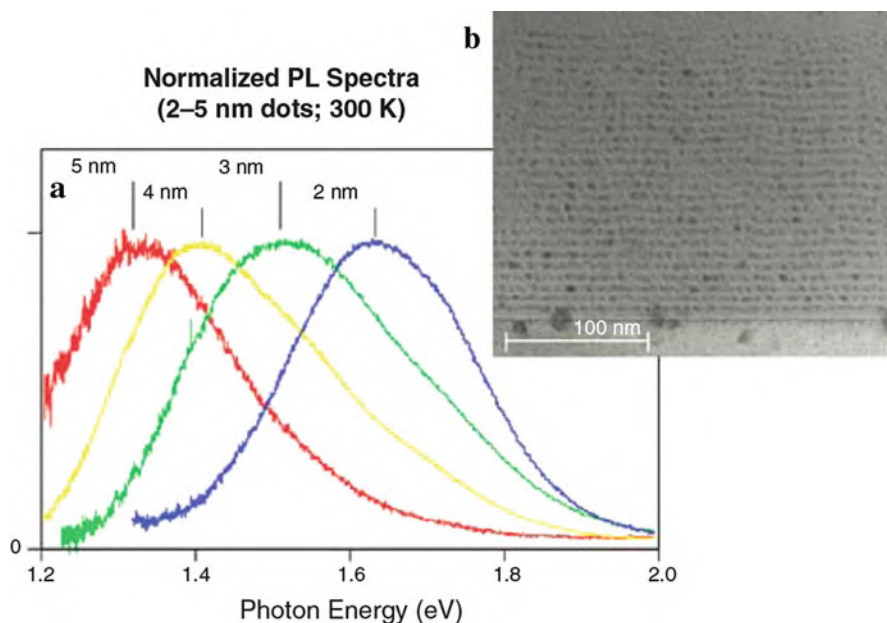 b
Normalized PL Spectra
(2–5 nm dots; 300 K)
5 nm
3 nm
a
4 nm
2 nm
100 nm
0
1.2
1.4
1.6
1.8
2.0
Photon Energy (eV)